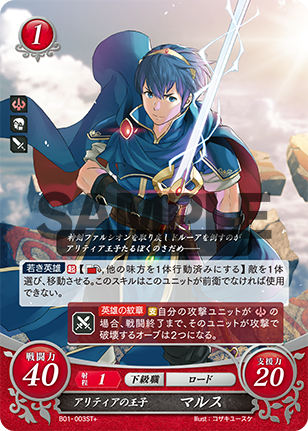 1
SAMPLE
神剣ファルシオンを取り戻しドルーアを倒すのが
アリティア王子たるぼくのさだめ──
若き英雄 起 【 , 他の味方を1体行動済みにする】敵を1体
選び、移動させる。このスキルはこのユニットが前衛でなければ使用
できない。
英雄の紋章 支 自分の攻撃ユニットが
の場合、戦闘終了まで、そのユニットが攻撃で
破壊するオーブは2つになる。
戦闘力
40
射程 1 下級職 ロード
支援力
20
アリティアの王子 マルス
B01-003ST+ Illust:コザキユースケ